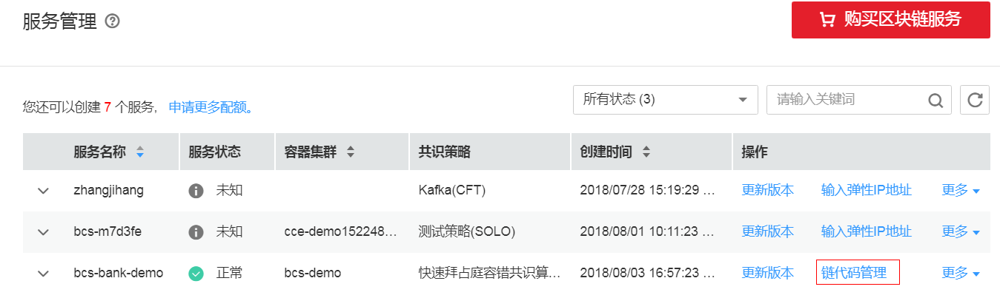 服务管理
购买区块链服务
您还可以创建 7 个服务, 申请更多配额。
所有状态 (3)
请输入关键词
服务名称 服务状态 容器集群 共识策略 创建时间 操作
zhangjihang 未知 Kafka(CFT) 2018/07/28 15:19:29 ... 更新版本 输入弹性IP地址 更多
bcs-m7d3fe 未知 cce-demo152248... 测试策略(SOLO) 2018/08/01 10:11:23 ... 更新版本 输入弹性IP地址 更多
bcs-bank-demo 正常 bcs-demo 快速拜占庭容错共识算... 2018/08/03 16:57:23 ... 更新版本 链代码管理 更多